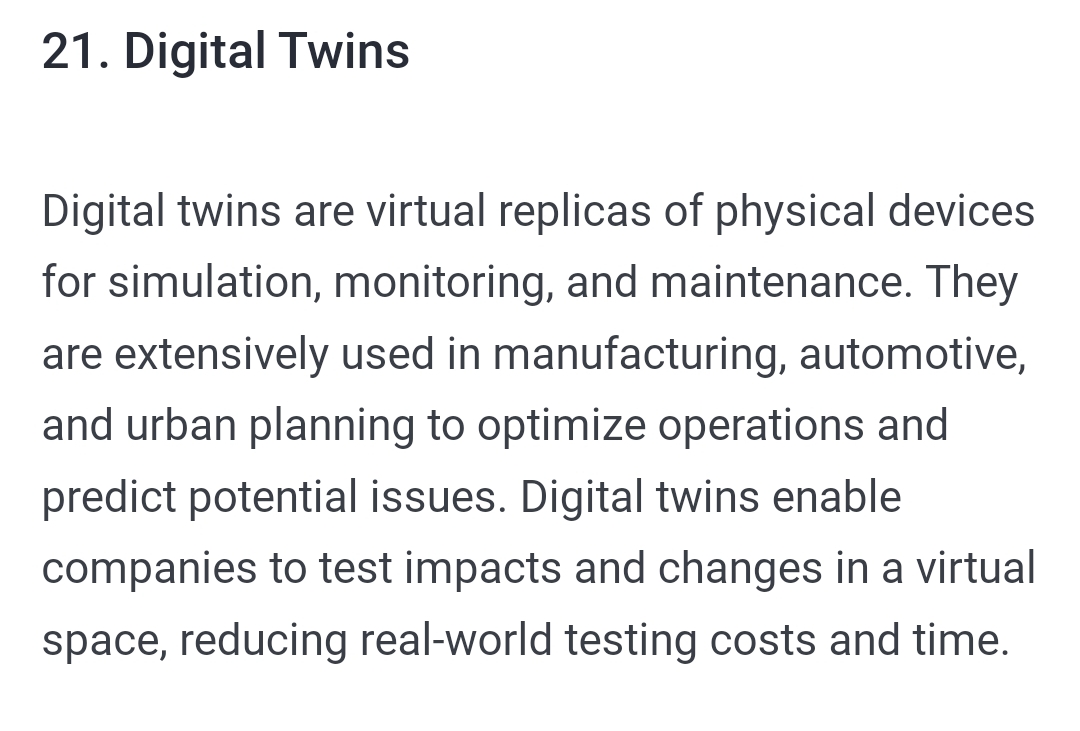 21. Digital Twins
Digital twins are virtual replicas of physical devices
for simulation, monitoring, and maintenance. They
are extensively used in manufacturing, automotive,
and urban planning to optimize operations and
predict potential issues. Digital twins enable
companies to test impacts and changes in a virtual
space, reducing real-world testing costs and time.